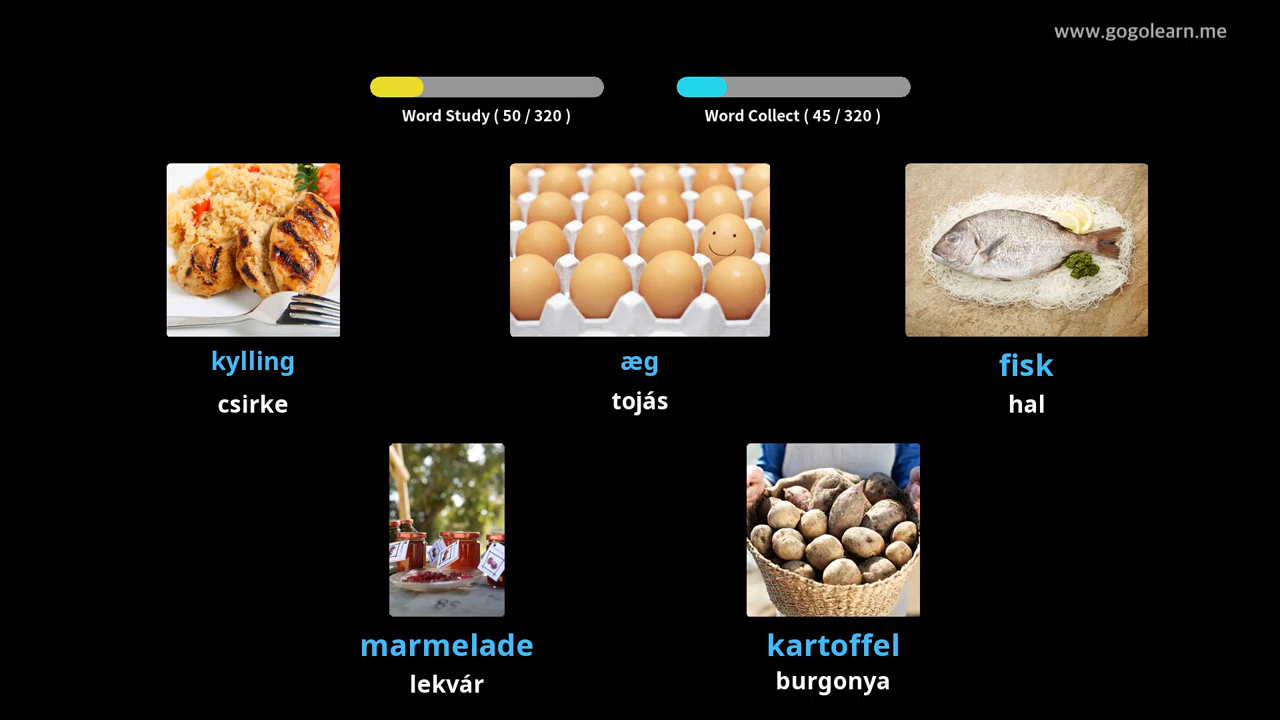 www.gogolearn.me
Word Study ( 50 / 320 )
Word Collect ( 45 / 320 )
kylling
csirke
æg
tojás
fisk
hal
marmelade
lekvár
kartoffel
burgonya